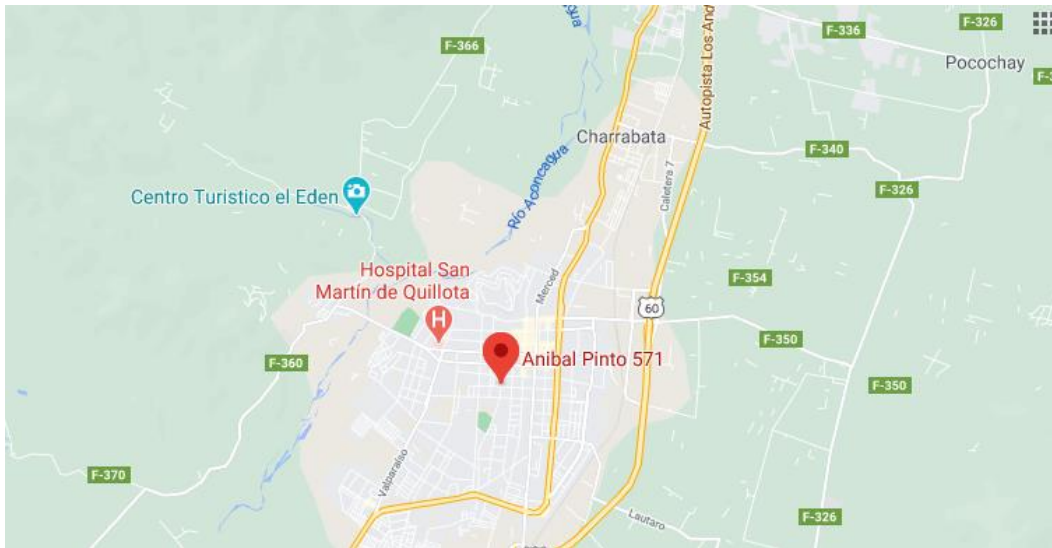 F-326
F-336
F-366
Pocochay
Autopista Los And
Charrabata
F-340
Río Aconcagua
Caletera 7
F-326
Centro Turistico el Eden
Hospital San
Martín de Quillota
H
Merced
F-354
60
F-350
Anibal Pinto 571
F-360
F-350
F-370
Valparaíso
Lautaro
F-326